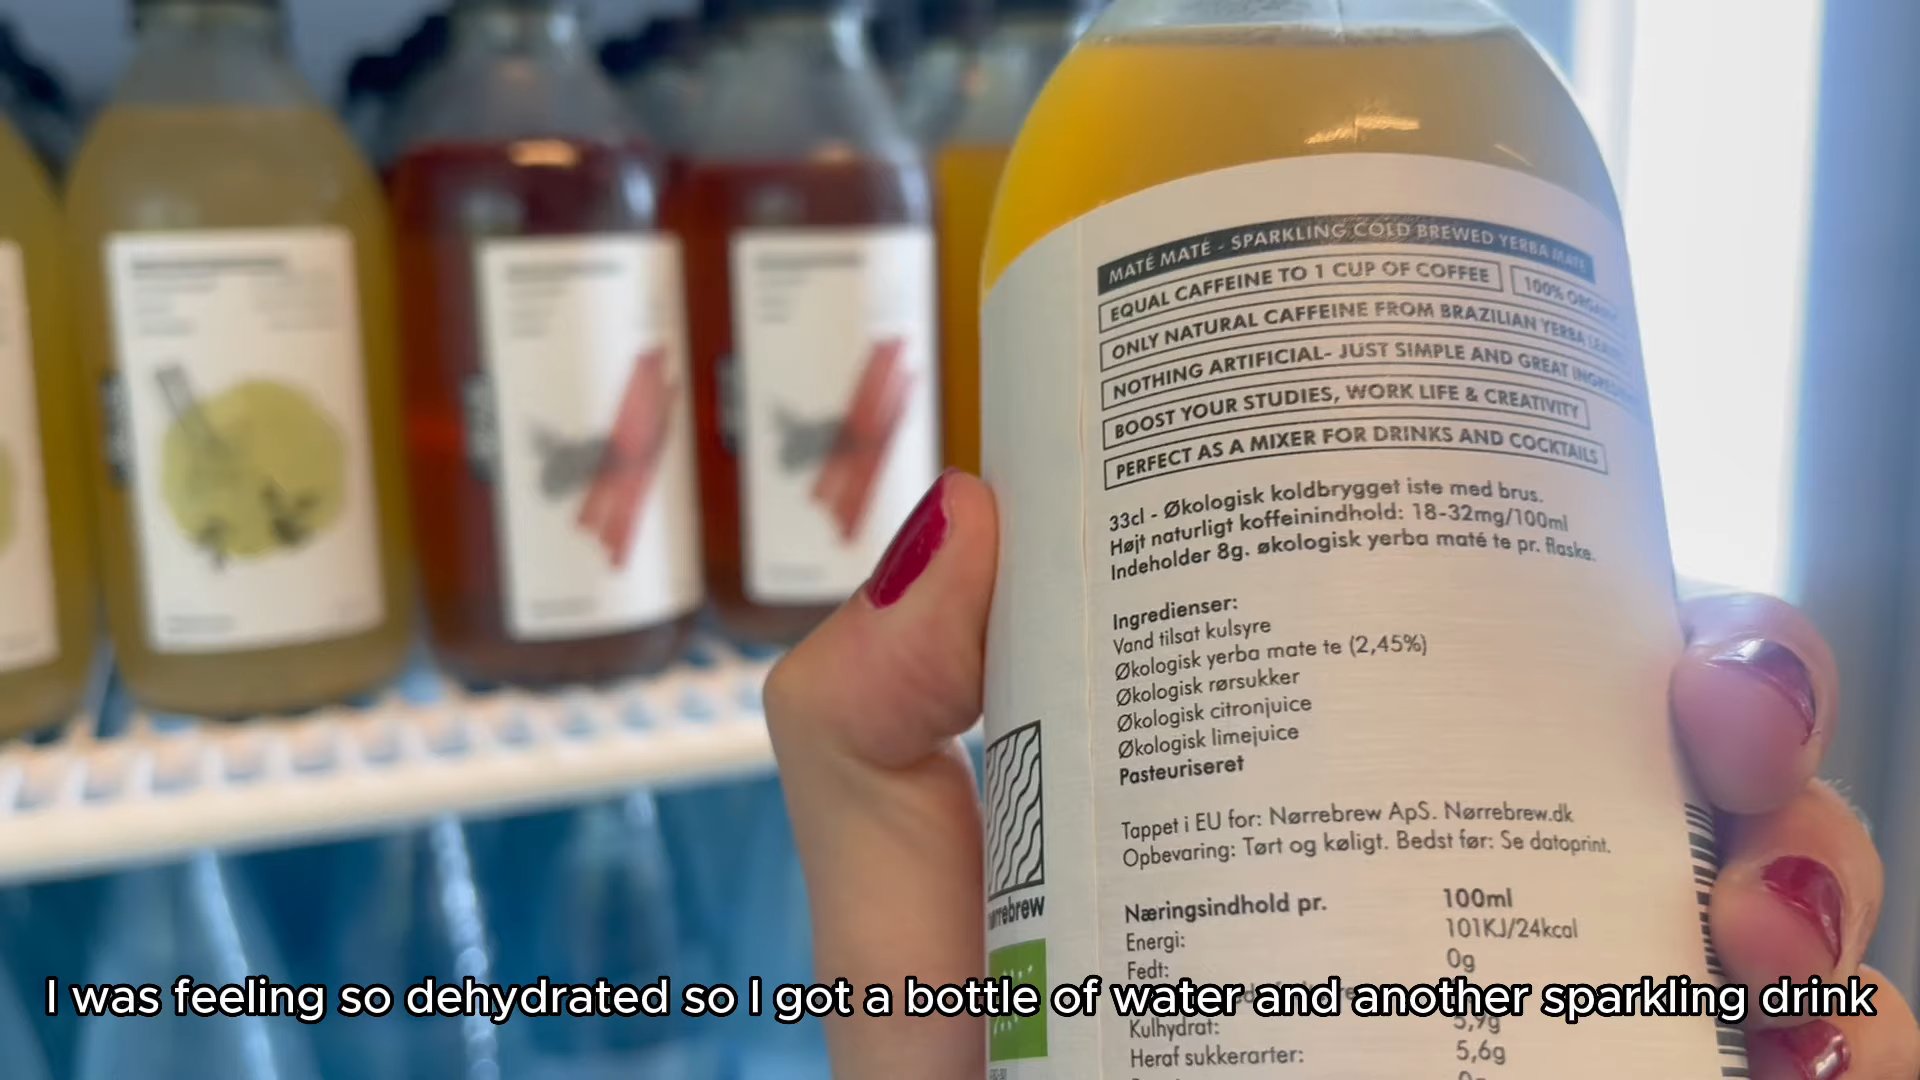 MATÉ MATÉ - SPARKLING COLD BREWED YERBA MATE
EQUAL CAFFEINE TO 1 CUP OF COFFEE
100%
ONLY NATURAL CAFFEINE FROM BRAZILIAN YERBA
NOTHING ARTIFICIAL- JUST SIMPLE AND GREAT
BOOST YOUR STUDIES, WORK LIFE & CREATIVITY
PERFECT AS A MIXER FOR DRINKS AND COCKTAILS
33cl - Økologisk koldbrygget iste med brus.
Højt naturligt koffeinindhold: 18-32mg/100ml
Indeholder 8g. økologisk yerba maté te pr. flaske.
Ingredienser:
Vand tilsat kulsyre
Økologisk yerba mate te (2,45%)
Økologisk rørsukker
Økologisk citronjuice
Økologisk limejuice
Pasteuriseret
Tappet i EU for: Nørrebrew ApS. Nørrebrew.dk
Opbevaring: Tørt og køligt. Bedst før: Se datoprint.
Næringsindhold pr. 100ml
Energi: 101KJ/24kcal
Fedt: 0g
Kulhydrat: 5,9g
Heraf sukkerarter: 5,6g
I was feeling so dehydrated so I got a bottle of water and another sparkling drink